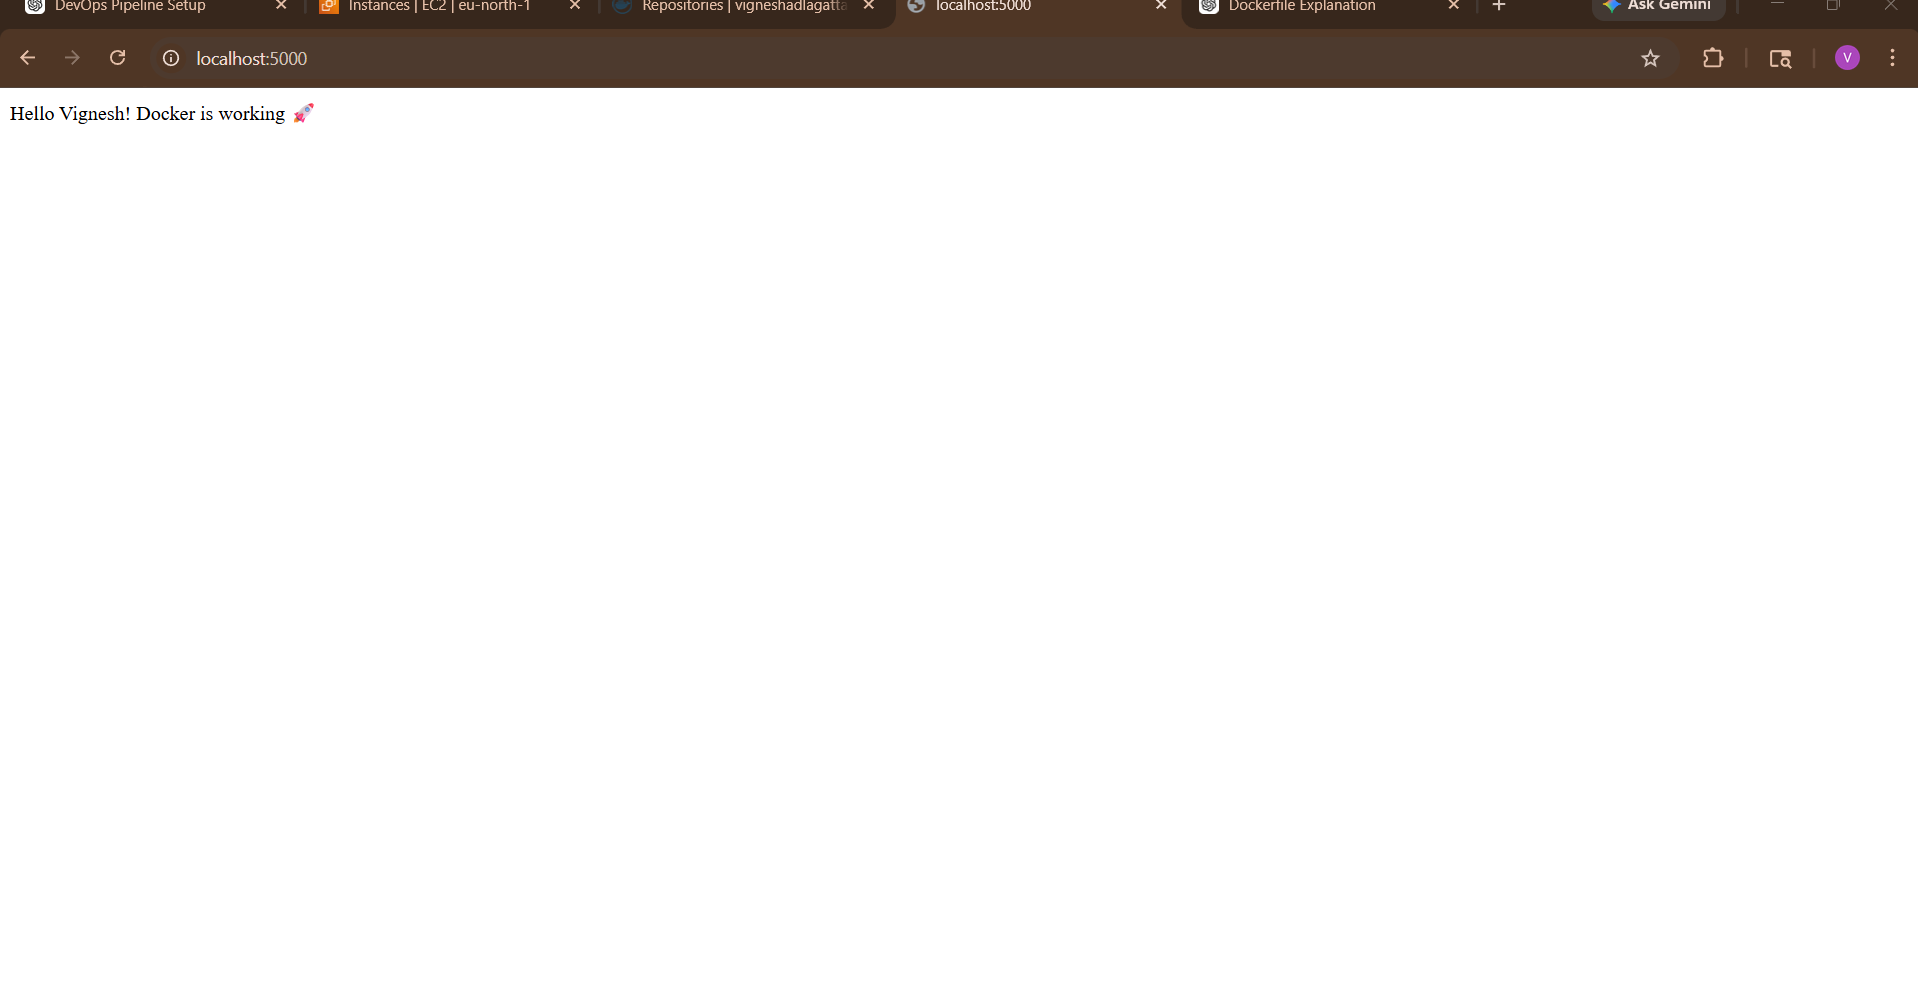 DevOps Pipeline Setup
Instances | EC2 | eu-north-1
Repositories | vigneshadlagatta
localhost:5000
Dockerfile Explanation
Ask Gemini
localhost:5000
V
Hello Vignesh! Docker is working 🚀